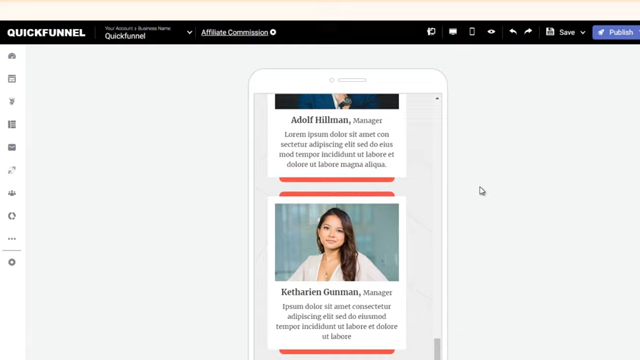 QUICKFUNNEL
Your Account > Business Name
Quickfunnel
Affiliate Commission
Save
Publish
Adolf Hillman, Manager
Lorem ipsum dolor sit amet con
sectetur adipiscing elit sed do eius
mod tempor incididunt ut labore et
dolore ut labore magna aliqua.
Ketharien Gunman, Manager
Ipsum dolor sit amet consectetur
adipiscing elit sed do eiusmod
tempor incididunt ut labore et dolore
ut labore